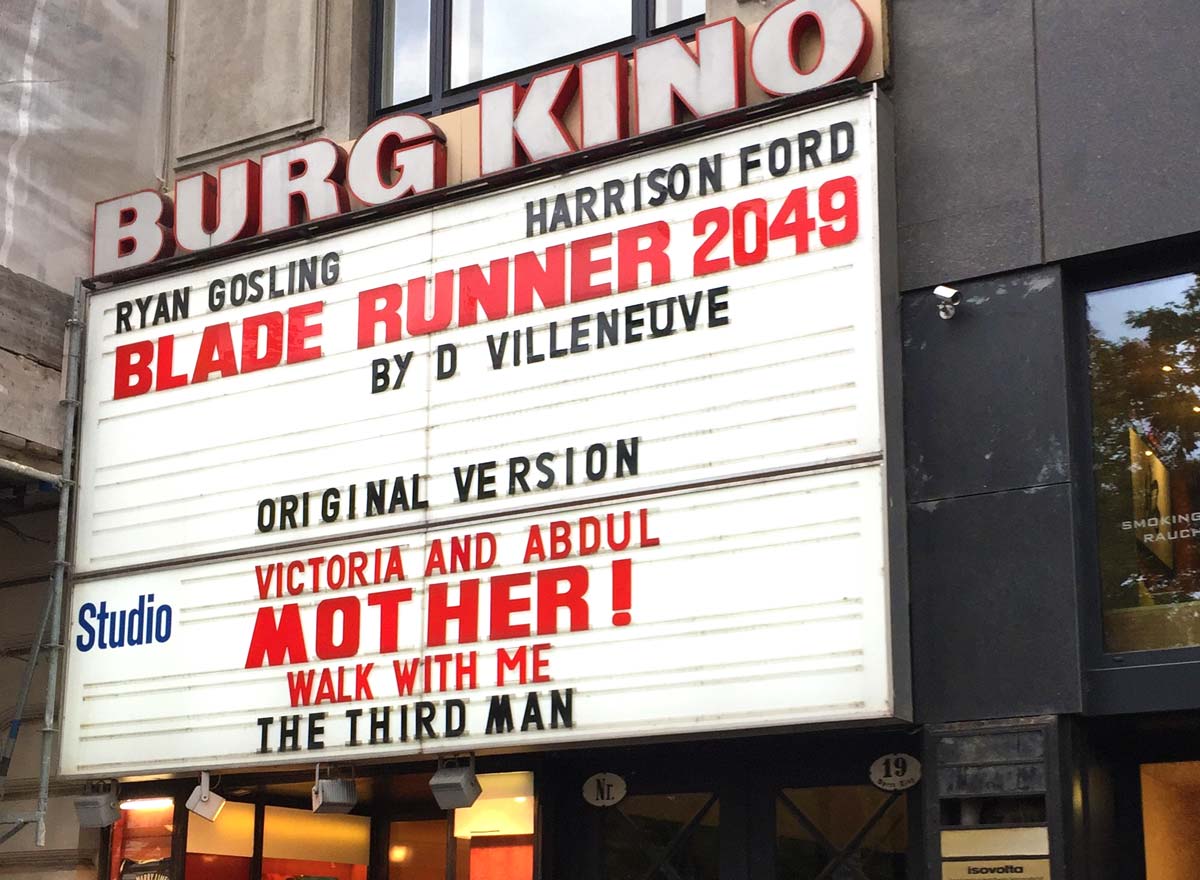 BURG KINO
RYAN GOSLING
HARRISON FORD
BLADE RUNNER 2049
BY D VILLENEUVE
ORIGINAL VERSION
Studio
VICTORIA AND ABDUL
MOTHER!
WALK WITH ME
THE THIRD MAN
SMOKING
RAUCH
Nr.
19
isovolta